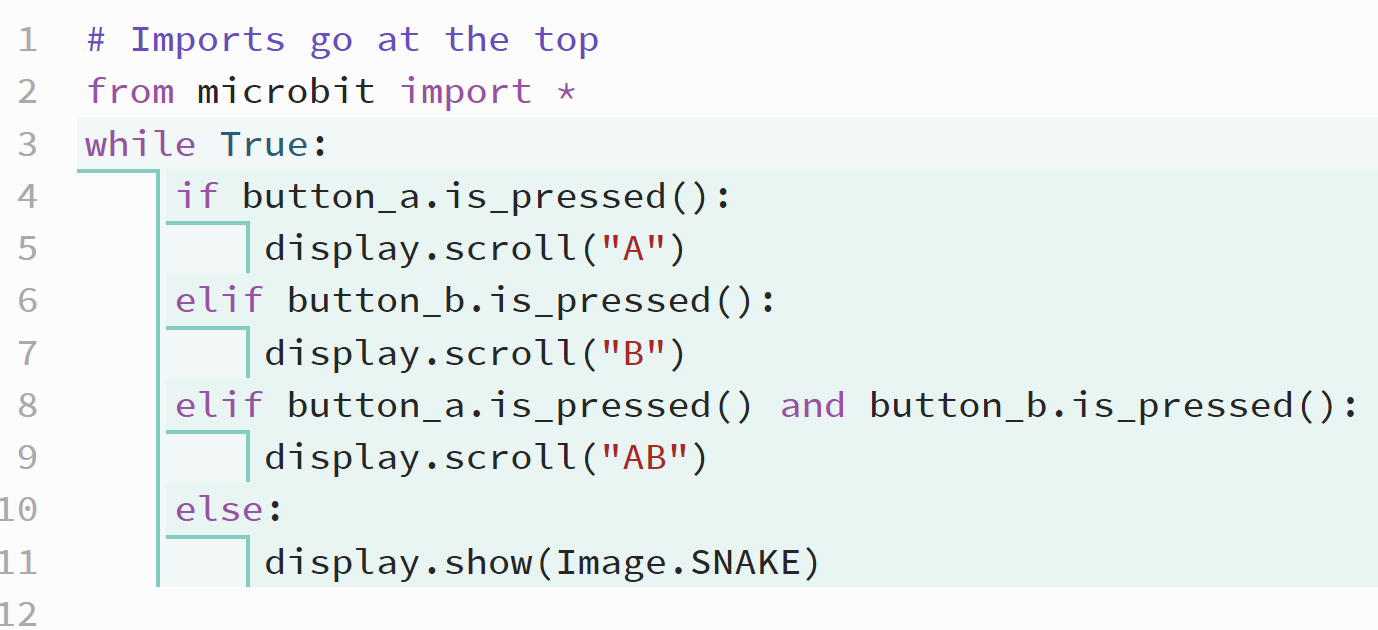 1 # Imports go at the top
2 from microbit import *
3 while True:
4     if button_a.is_pressed():
5         display.scroll("A")
6     elif button_b.is_pressed():
7         display.scroll("B")
8     elif button_a.is_pressed() and button_b.is_pressed():
9         display.scroll("AB")
10     else:
11         display.show(Image.SNAKE)
12